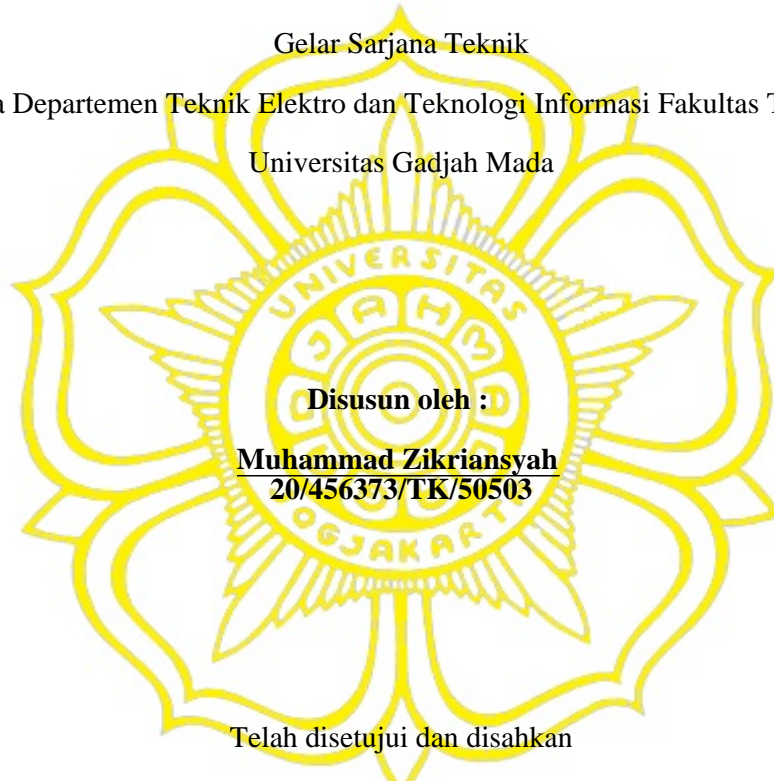 Gelar Sarjana Teknik
Departemen Teknik Elektro dan Teknologi Informasi Fakultas
Universitas Gadjah Mada
UNIVERSITAS
Disusun oleh :
Muhammad Zikriansyah
20/456373/TK/50503
Telah disetujui dan disahkan